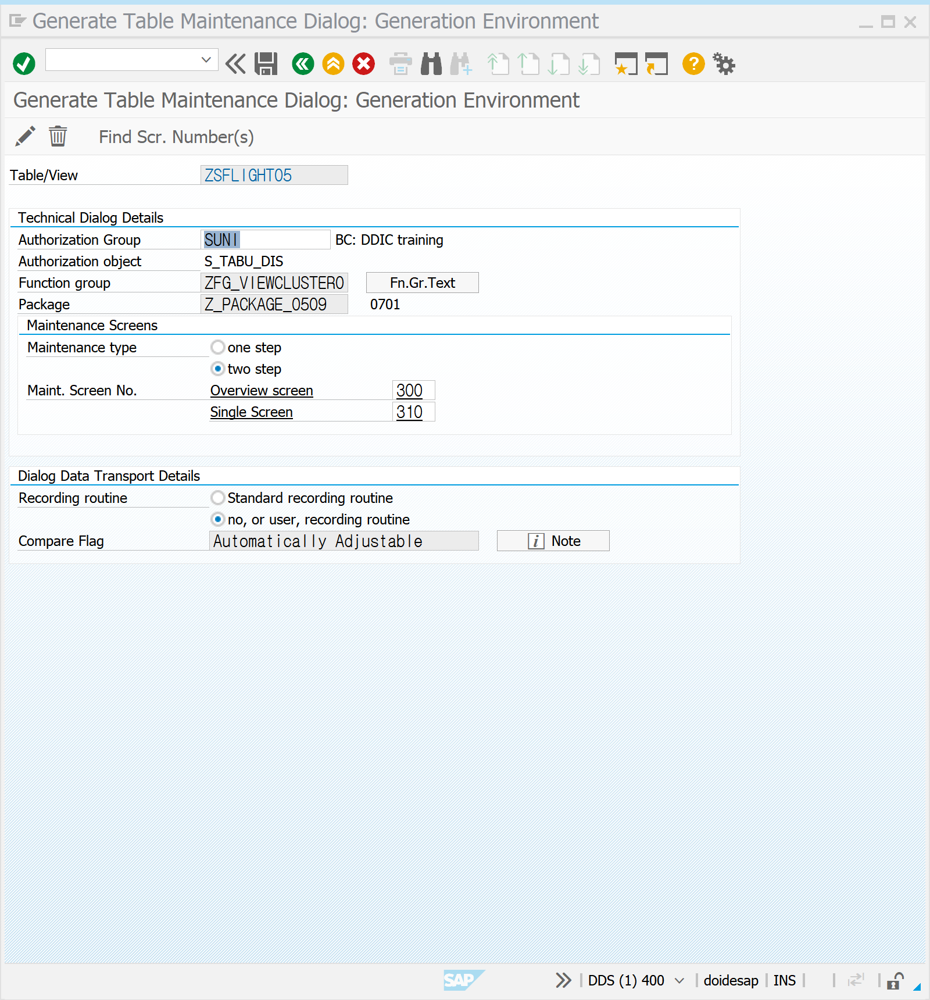 Generate Table Maintenance Dialog: Generation Environment
Generate Table Maintenance Dialog: Generation Environment
Find Scr. Number(s)
Table/View ZSFLIGHT05
Technical Dialog Details
Authorization Group SUNI BC: DDIC training
Authorization object S_TABU_DIS
Function group ZFG_VIEWCLUSTER0 Fn.Gr.Text
Package Z_PACKAGE_0509 0701
Maintenance Screens
Maintenance type one step
two step
Maint. Screen No. Overview screen 300
Single Screen 310
Dialog Data Transport Details
Recording routine Standard recording routine
no, or user, recording routine
Compare Flag Automatically Adjustable i Note
SAP DDS (1) 400 doidesap INS